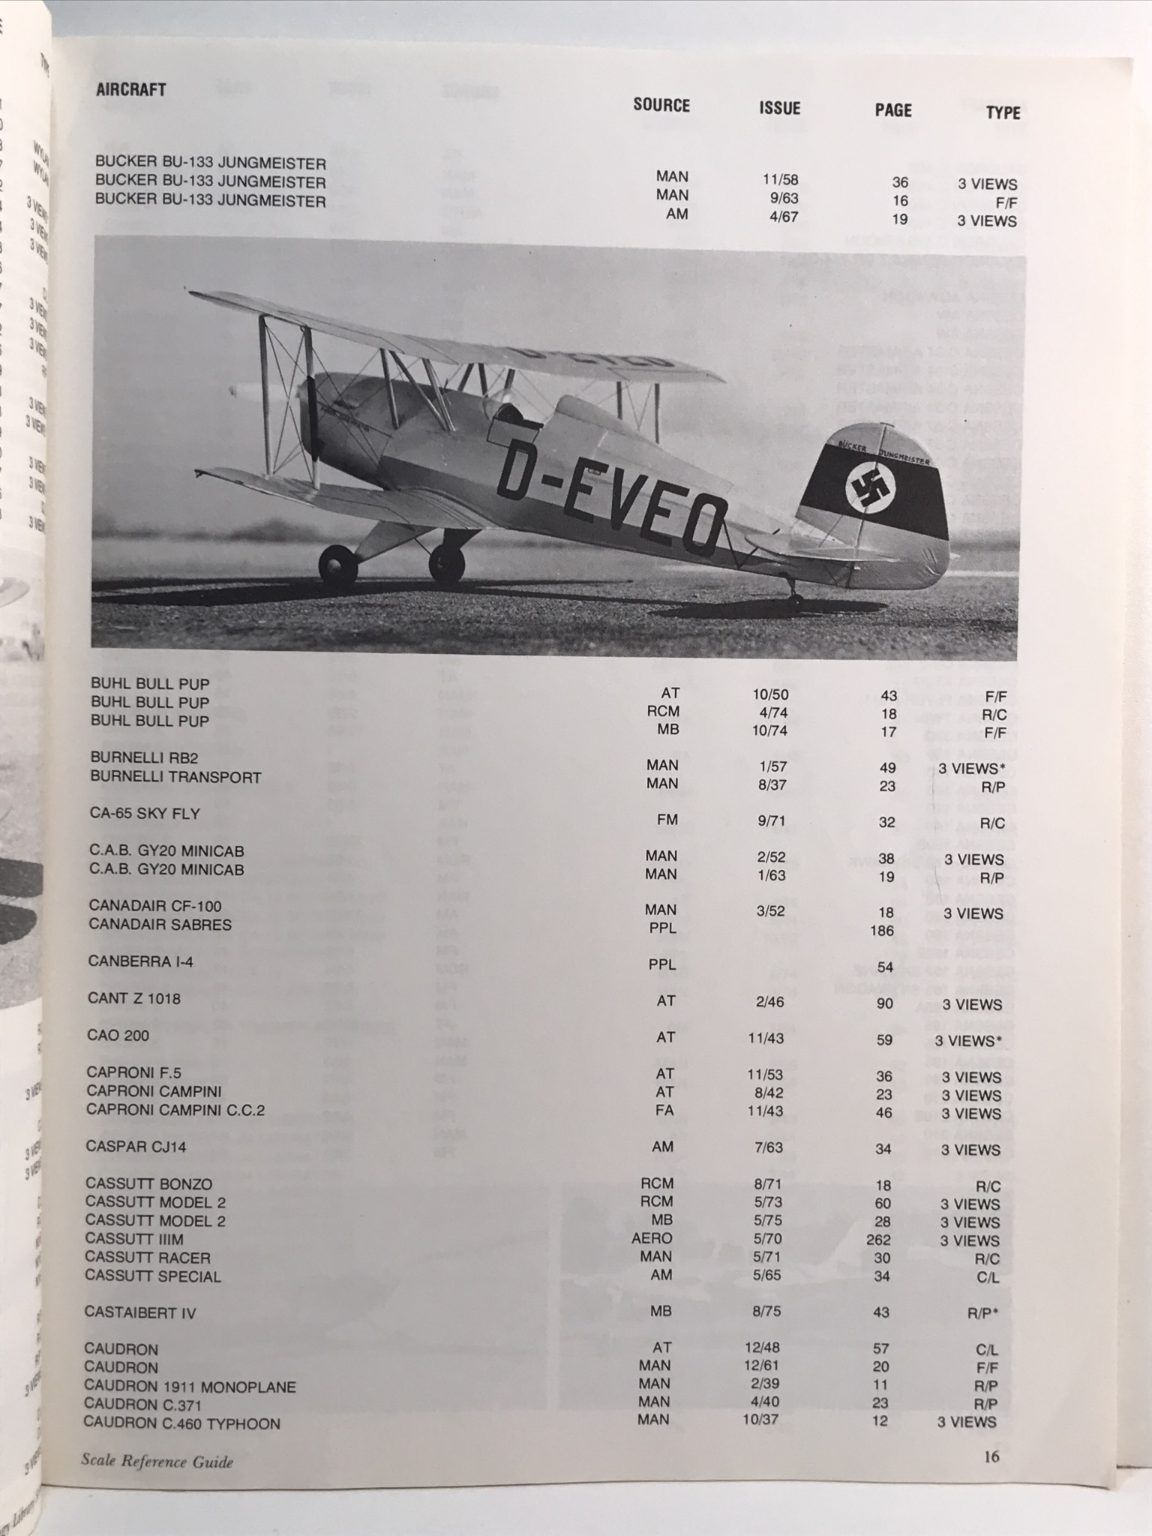 AIRCRAFT SOURCE ISSUE PAGE TYPE
BUCKER BU-133 JUNGMEISTER MAN 11/58 36 3 VIEWS
BUCKER BU-133 JUNGMEISTER MAN 9/63 16 F/F
BUCKER BU-133 JUNGMEISTER AM 4/67 19 3 VIEWS
BÜCKER JUNGMEISTER
D-EVEO
BUHL BULL PUP AT 10/50 43 F/F
BUHL BULL PUP RCM 4/74 18 R/C
BUHL BULL PUP MB 10/74 17 F/F
BURNELLI RB2 MAN 1/57 49 3 VIEWS*
BURNELLI TRANSPORT MAN 8/37 23 R/P
CA-65 SKY FLY FM 9/71 32 R/C
C.A.B. GY20 MINICAB MAN 2/52 38 3 VIEWS
C.A.B. GY20 MINICAB MAN 1/63 19 R/P
CANADAIR CF-100 MAN 3/52 18 3 VIEWS
CANADAIR SABRES PPL 186
CANBERRA I-4 PPL 54
CANT Z 1018 AT 2/46 90 3 VIEWS
CAO 200 AT 11/43 59 3 VIEWS*
CAPRONI F.5 AT 11/53 36 3 VIEWS
CAPRONI CAMPINI AT 8/42 23 3 VIEWS
CAPRONI CAMPINI C.C.2 FA 11/43 46 3 VIEWS
CASPAR CJ14 AM 7/63 34 3 VIEWS
CASSUTT BONZO RCM 8/71 18 R/C
CASSUTT MODEL 2 RCM 5/73 60 3 VIEWS
CASSUTT MODEL 2 MB 5/75 28 3 VIEWS
CASSUTT IIIM AERO 5/70 262 3 VIEWS
CASSUTT RACER MAN 5/71 30 R/C
CASSUTT SPECIAL AM 5/65 34 C/L
CASTAIBERT IV MB 8/75 43 R/P*
CAUDRON AT 12/48 57 C/L
CAUDRON MAN 12/61 20 F/F
CAUDRON 1911 MONOPLANE MAN 2/39 11 R/P
CAUDRON C.371 MAN 4/40 23 R/P
CAUDRON C.460 TYPHOON MAN 10/37 12 3 VIEWS
Scale Reference Guide 16